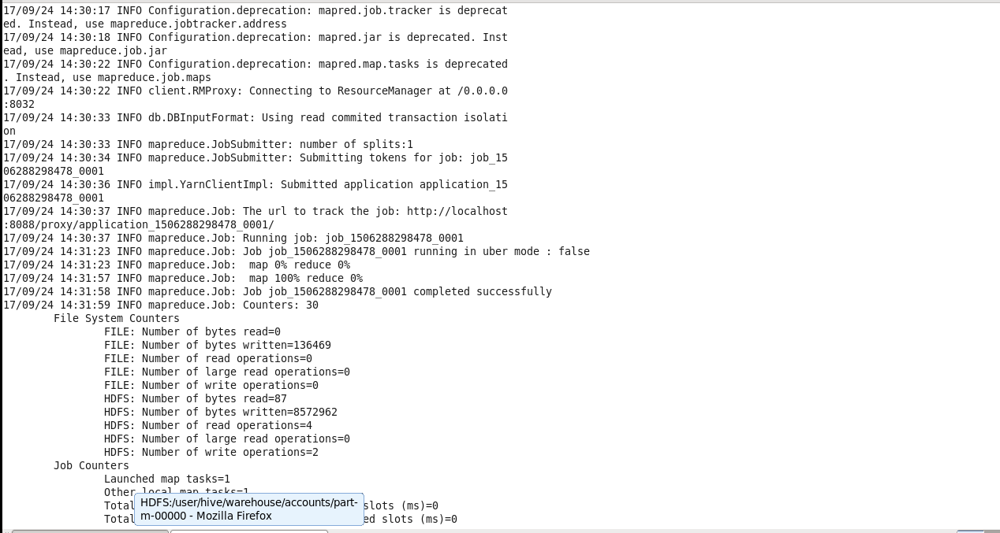 17/09/24 14:30:17 INFO Configuration.deprecation: mapred.job.tracker is deprecat
ed. Instead, use mapreduce.jobtracker.address
17/09/24 14:30:18 INFO Configuration.deprecation: mapred.jar is deprecated. Inst
ead, use mapreduce.job.jar
17/09/24 14:30:22 INFO Configuration.deprecation: mapred.map.tasks is deprecated
. Instead, use mapreduce.job.maps
17/09/24 14:30:22 INFO client.RMProxy: Connecting to ResourceManager at /0.0.0.0
:8032
17/09/24 14:30:33 INFO db.DBInputFormat: Using read commited transaction isolati
on
17/09/24 14:30:33 INFO mapreduce.JobSubmitter: number of splits:1
17/09/24 14:30:34 INFO mapreduce.JobSubmitter: Submitting tokens for job: job_15
06288298478_0001
17/09/24 14:30:36 INFO impl.YarnClientImpl: Submitted application application_15
06288298478_0001
17/09/24 14:30:37 INFO mapreduce.Job: The url to track the job: http://localhost
:8088/proxy/application_1506288298478_0001/
17/09/24 14:30:37 INFO mapreduce.Job: Running job: job_1506288298478_0001
17/09/24 14:31:23 INFO mapreduce.Job: Job job_1506288298478_0001 running in uber mode : false
17/09/24 14:31:23 INFO mapreduce.Job:  map 0% reduce 0%
17/09/24 14:31:57 INFO mapreduce.Job:  map 100% reduce 0%
17/09/24 14:31:58 INFO mapreduce.Job: Job job_1506288298478_0001 completed successfully
17/09/24 14:31:59 INFO mapreduce.Job: Counters: 30
File System Counters
FILE: Number of bytes read=0
FILE: Number of bytes written=136469
FILE: Number of read operations=0
FILE: Number of large read operations=0
FILE: Number of write operations=0
HDFS: Number of bytes read=87
HDFS: Number of bytes written=8572962
HDFS: Number of read operations=4
HDFS: Number of large read operations=0
HDFS: Number of write operations=2
Job Counters
Launched map tasks=1
Other local map tasks=1
Total slots (ms)=0
Total ed slots (ms)=0
HDFS:/user/hive/warehouse/accounts/part-
m-00000 - Mozilla Firefox